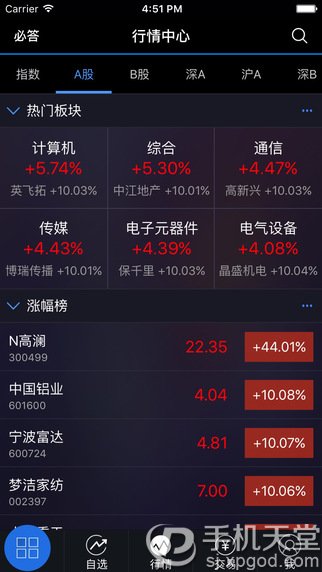 Carrier 4:51 PM
必答 行情中心
指数 A股 B股 深A 沪A 深B
热门板块
计算机 综合 通信
+5.74% +5.30% +4.47%
英飞拓 +10.03% 中江地产 +10.01% 高新兴 +10.03%
传媒 电子元器件 电气设备
+4.43% +4.39% +4.08%
博瑞传播 +10.01% 保千里 +10.03% 晶盛机电 +10.04%
涨幅榜
N高澜 22.35 +44.01%
300499
中国铝业 4.04 +10.08%
601600
宁波富达 4.81 +10.07%
600724
梦洁家纺 7.00 +10.06%
002397
自选 行情 交易 我
手机天堂
sj.xpgod.com